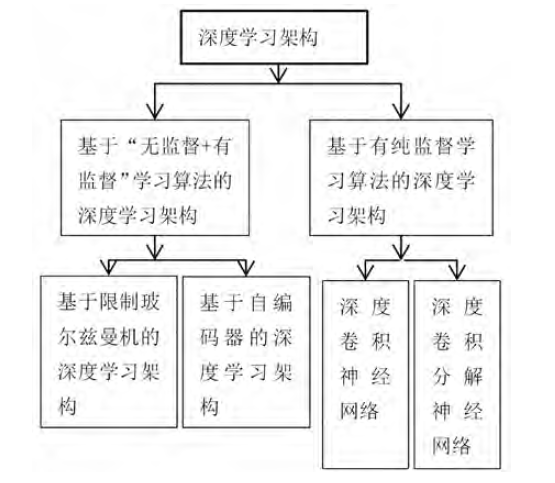 深度学习架构
基于“无监督+有
监督”学习算法的
深度学习架构
基于有纯监督学
习算法的深度学
习架构
基于限制玻
尔兹曼机的
深度学习架
构
基于自编
码器的深
度学习架
构
深度
卷积
神经
网络
深度
卷积
分解
神经
网络